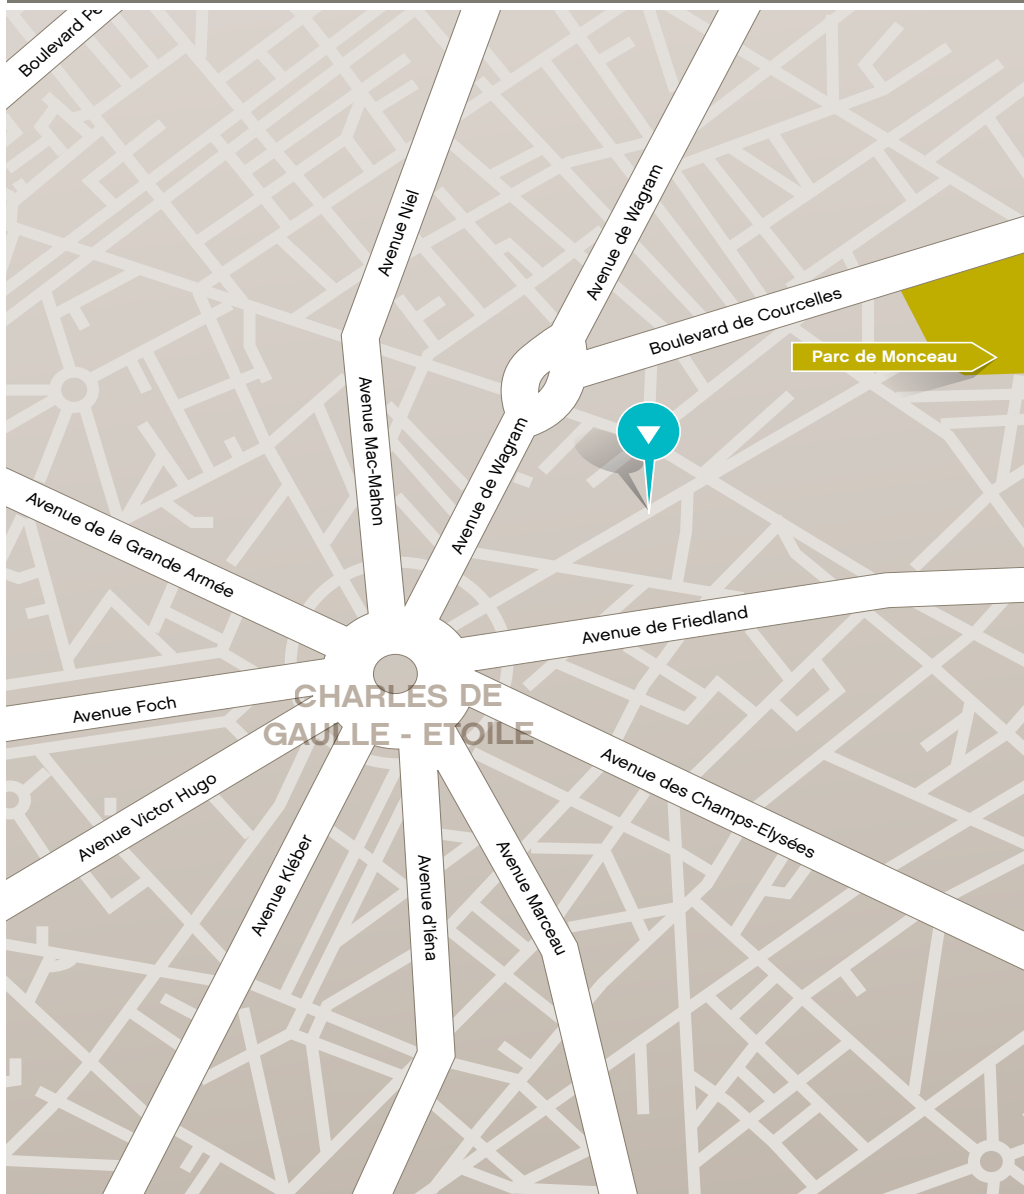 Boulevard
Avenue Niel
Avenue de Wagram
Boulevard de Courcelles
Parc de Monceau
Avenue Mac-Mahon
Avenue de Wagram
Avenue de la Grande Armée
Avenue de Friedland
Avenue Foch
CHARLES DE
GAULLE - ETOILE
Avenue des Champs-Elysées
Avenue Victor Hugo
Avenue Kléber
Avenue d'Iéna
Avenue Marceau